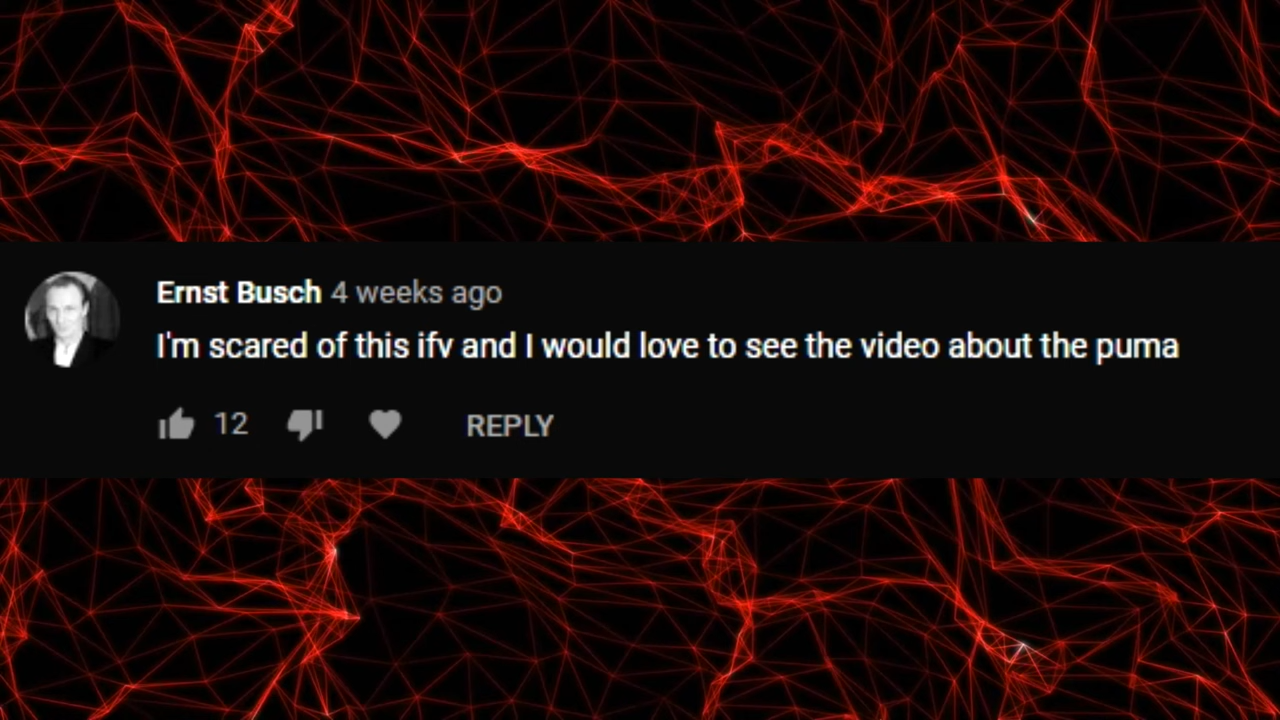 Ernst Busch 4 weeks ago
I'm scared of this ifv and I would love to see the video about the puma
12 REPLY